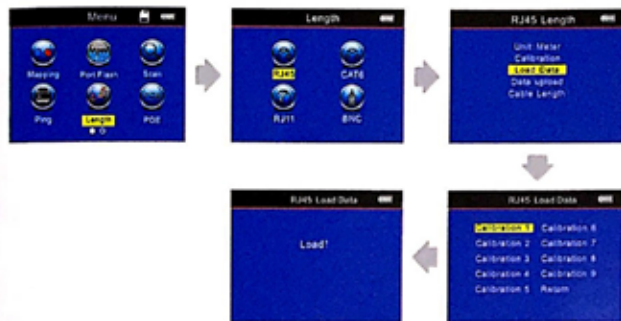 Menu
Mapping
Port Flash
Scan
Ping
Length
POE
Length
RJ45
CAT6
RJ11
BNC
RJ45 Length
Unit Meter
Calibration
Load Data
Data upload
Cable Length
RJ45 Load Data
Load!
RJ45 Load Data
Calibration 1 Calibration 6
Calibration 2 Calibration 7
Calibration 3 Calibration 8
Calibration 4 Calibration 9
Calibration 5 Return